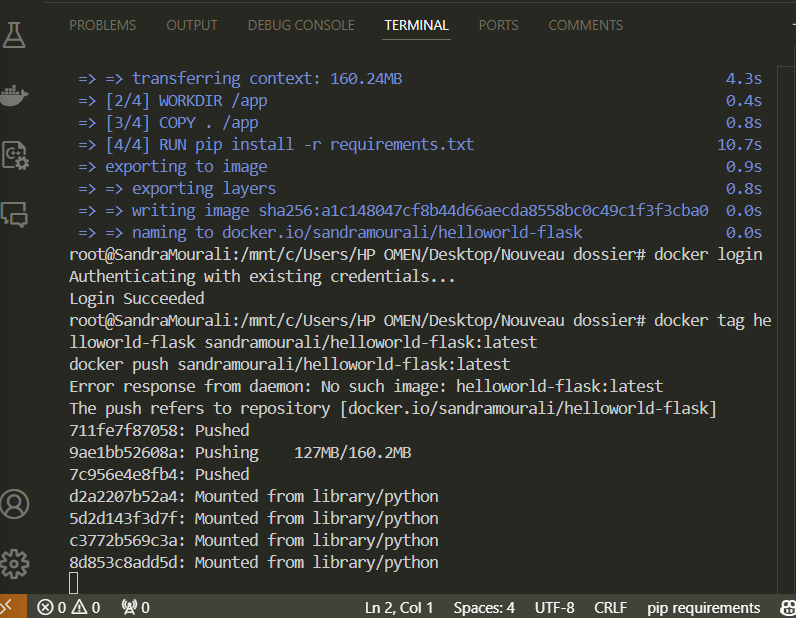 PROBLEMS OUTPUT DEBUG CONSOLE TERMINAL PORTS COMMENTS
=> => transferring context: 160.24MB 4.3s
=> [2/4] WORKDIR /app 0.4s
=> [3/4] COPY . /app 0.8s
=> [4/4] RUN pip install -r requirements.txt 10.7s
=> exporting to image 0.9s
=> => exporting layers 0.8s
=> => writing image sha256:a1c148047cf8b44d66aecda8558bc0c49c1f3f3cba0 0.0s
=> => naming to docker.io/sandramourali/helloworld-flask 0.0s
root@SandraMourali:/mnt/c/Users/HP OMEN/Desktop/Nouveau dossier# docker login
Authenticating with existing credentials...
Login Succeeded
root@SandraMourali:/mnt/c/Users/HP OMEN/Desktop/Nouveau dossier# docker tag he
lloworld-flask sandramourali/helloworld-flask:latest
docker push sandramourali/helloworld-flask:latest
Error response from daemon: No such image: helloworld-flask:latest
The push refers to repository [docker.io/sandramourali/helloworld-flask]
711fe7f87058: Pushed
9ae1bb52608a: Pushing 127MB/160.2MB
7c956e4e8fb4: Pushed
d2a2207b52a4: Mounted from library/python
5d2d143f3d7f: Mounted from library/python
c3772b569c3a: Mounted from library/python
8d853c8add5d: Mounted from library/python
0 0 0 Ln 2, Col 1 Spaces: 4 UTF-8 CRLF pip requirements